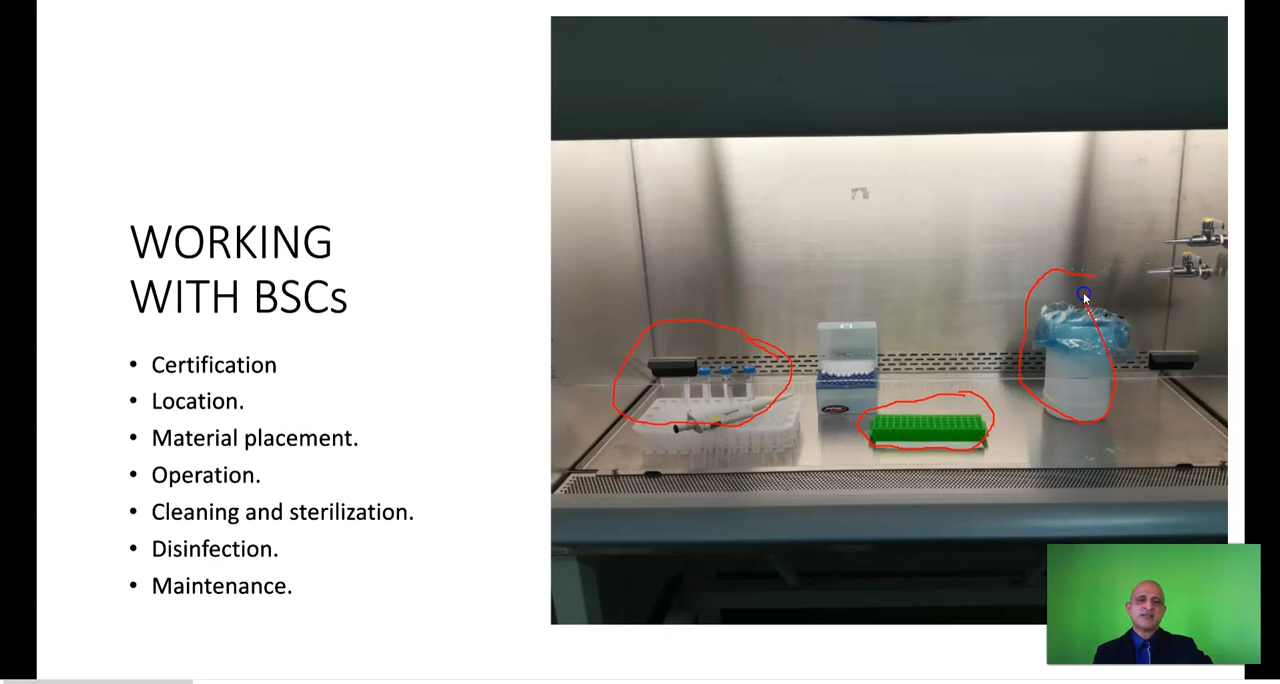 WORKING
WITH BSCs
• Certification
• Location.
• Material placement.
• Operation.
• Cleaning and sterilization.
• Disinfection.
• Maintenance.